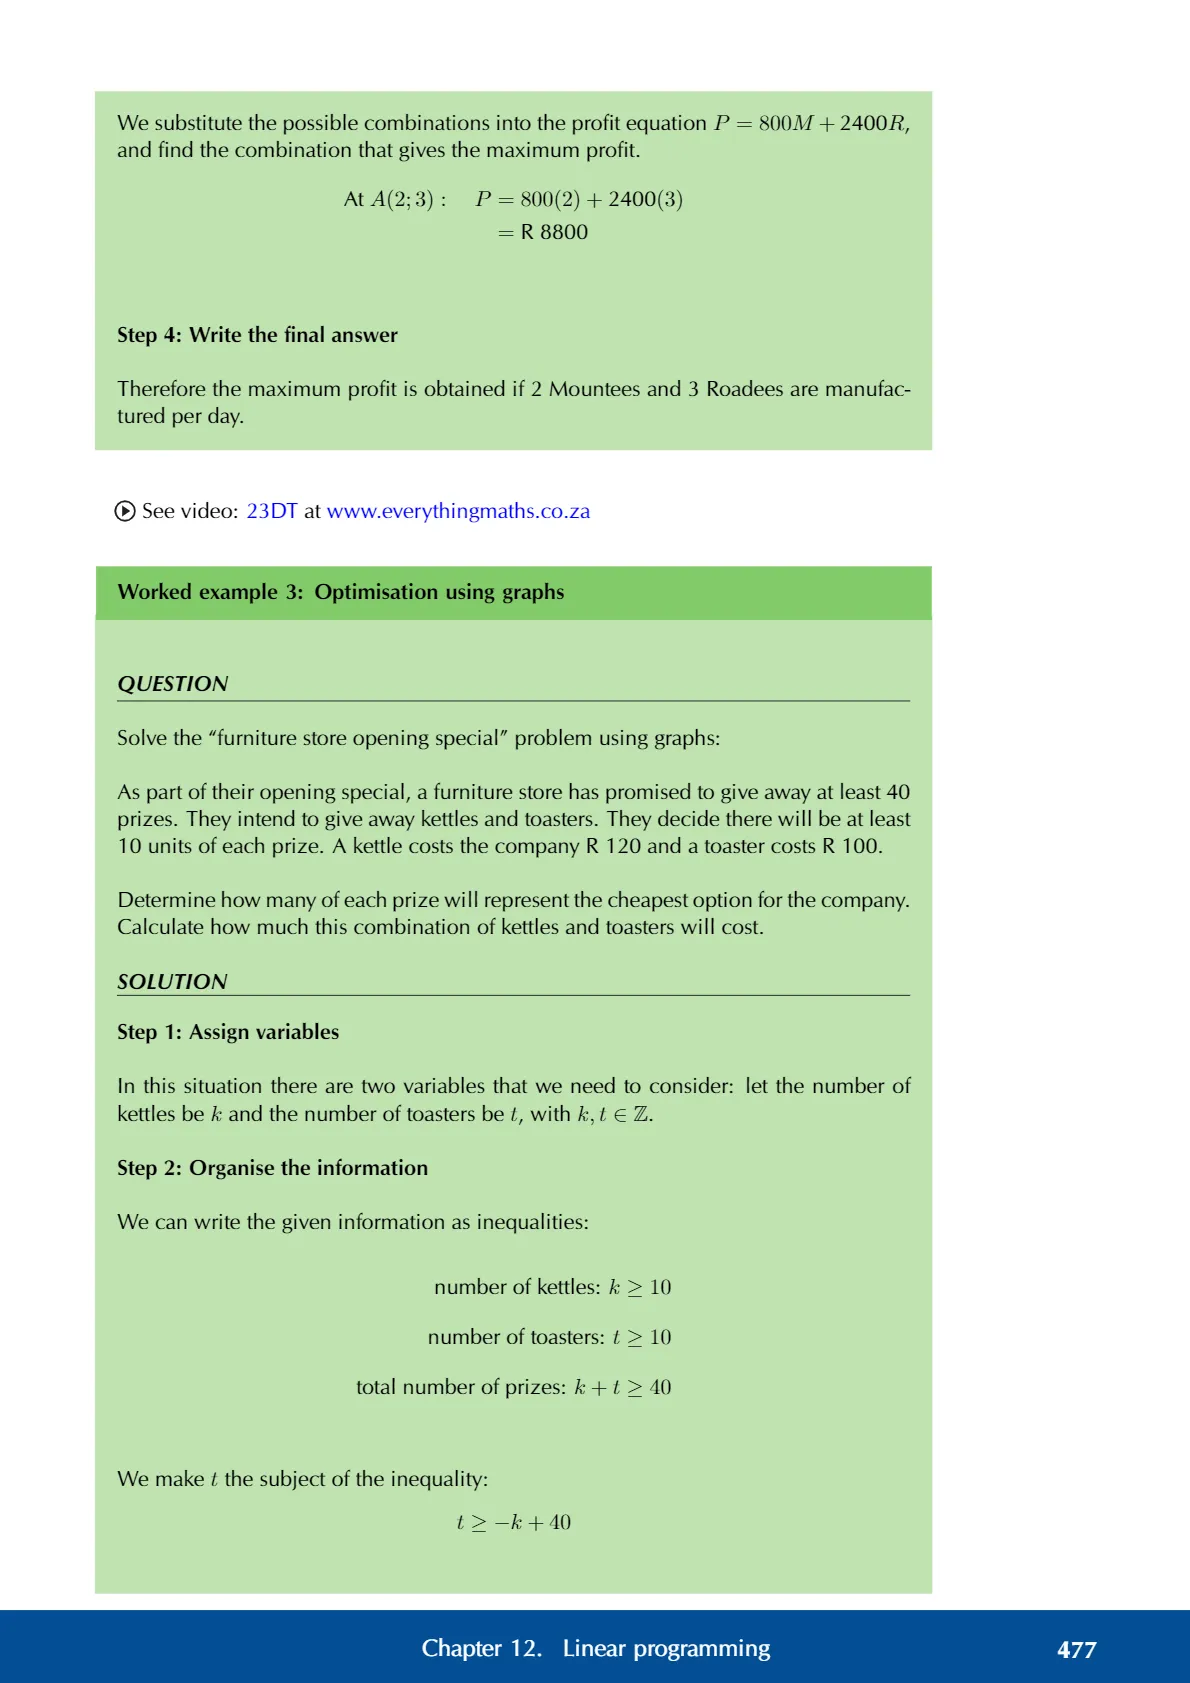 We substitute the possible combinations into the profit equation P = 800M + 2400R,
and find the combination that gives the maximum profit.
At A(2; 3) : P = 800(2) + 2400(3)
= R 8800
Step 4: Write the final answer
Therefore the maximum profit is obtained if 2 Mountees and 3 Roadees are manufac-
tured per day.
See video: 23DT at www.everythingmaths.co.za
Worked example 3: Optimisation using graphs
QUESTION
Solve the “furniture store opening special” problem using graphs:
As part of their opening special, a furniture store has promised to give away at least 40
prizes. They intend to give away kettles and toasters. They decide there will be at least
10 units of each prize. A kettle costs the company R 120 and a toaster costs R 100.
Determine how many of each prize will represent the cheapest option for the company.
Calculate how much this combination of kettles and toasters will cost.
SOLUTION
Step 1: Assign variables
In this situation there are two variables that we need to consider: let the number of
kettles be k and the number of toasters be t, with k, t ∈ ℤ.
Step 2: Organise the information
We can write the given information as inequalities:
number of kettles: k ≥ 10
number of toasters: t ≥ 10
total number of prizes: k + t ≥ 40
We make t the subject of the inequality:
t ≥ −k + 40
Chapter 12. Linear programming 477